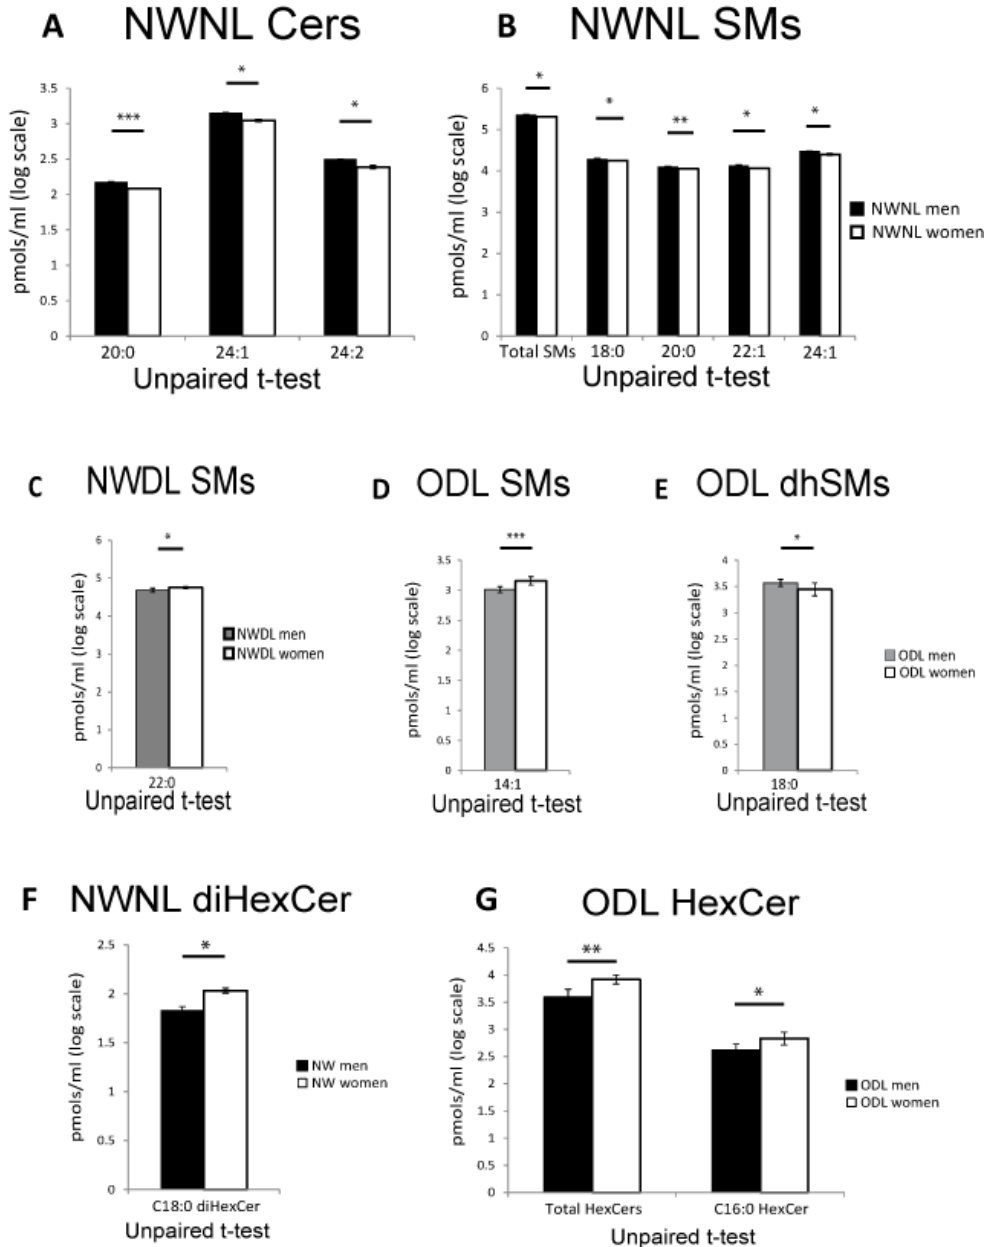 A NWNL Cers
pmols/ml (log scale)
3.5
3
2.5
2
1.5
1
0.5
0
***
*
*
20:0 24:1 24:2
Unpaired t-test
B NWNL SMs
pmols/ml (log scale)
6
5
4
3
2
1
0
*
*
**
*
*
Total SMs 18:0 20:0 22:1 24:1
Unpaired t-test
NWNL men
NWNL women
C NWDL SMs
pmols/ml (log scale)
6
5
4
3
2
1
0
*
22:0
Unpaired t-test
NWDL men
NWDL women
D ODL SMs
pmols/ml (log scale)
3.5
3
2.5
2
1.5
1
0.5
0
***
14:1
Unpaired t-test
E ODL dhSMs
pmols/ml (log scale)
4
3.5
3
2.5
2
1.5
1
0.5
0
*
18:0
Unpaired t-test
ODL men
ODL women
F NWNL diHexCer
pmols/ml (log scale)
2.5
2
1.5
1
0.5
0
*
C18:0 diHexCer
Unpaired t-test
NW men
NW women
G ODL HexCer
pmols/ml (log scale)
4.5
4
3.5
3
2.5
2
1.5
1
0.5
0
**
*
Total HexCers C16:0 HexCer
Unpaired t-test
ODL men
ODL women